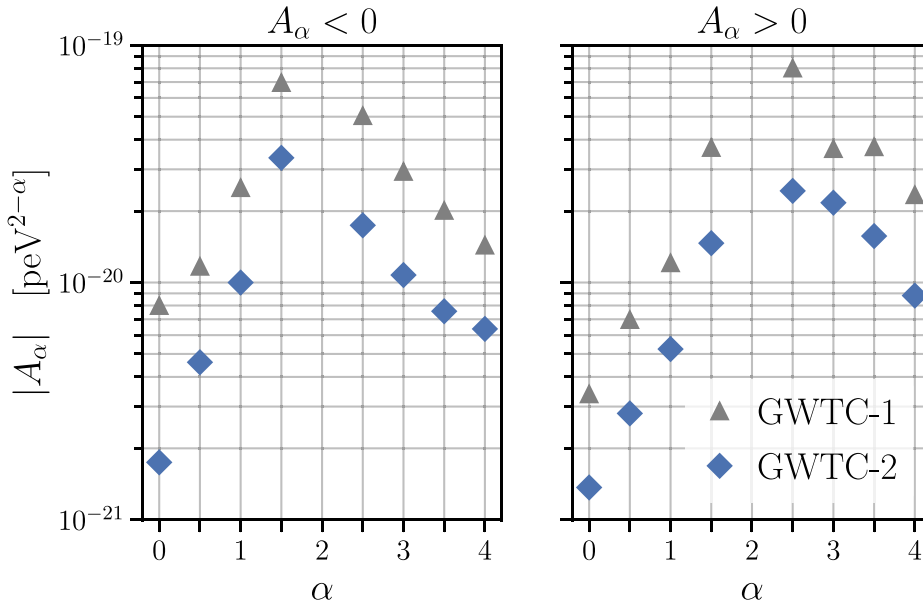 A_α < 0
A_α > 0
|A_α| [peV^{2−α}]
10^{−19}
10^{−20}
10^{−21}
0 1 2 3 4
0 1 2 3 4
α
α
GWTC-1
GWTC-2